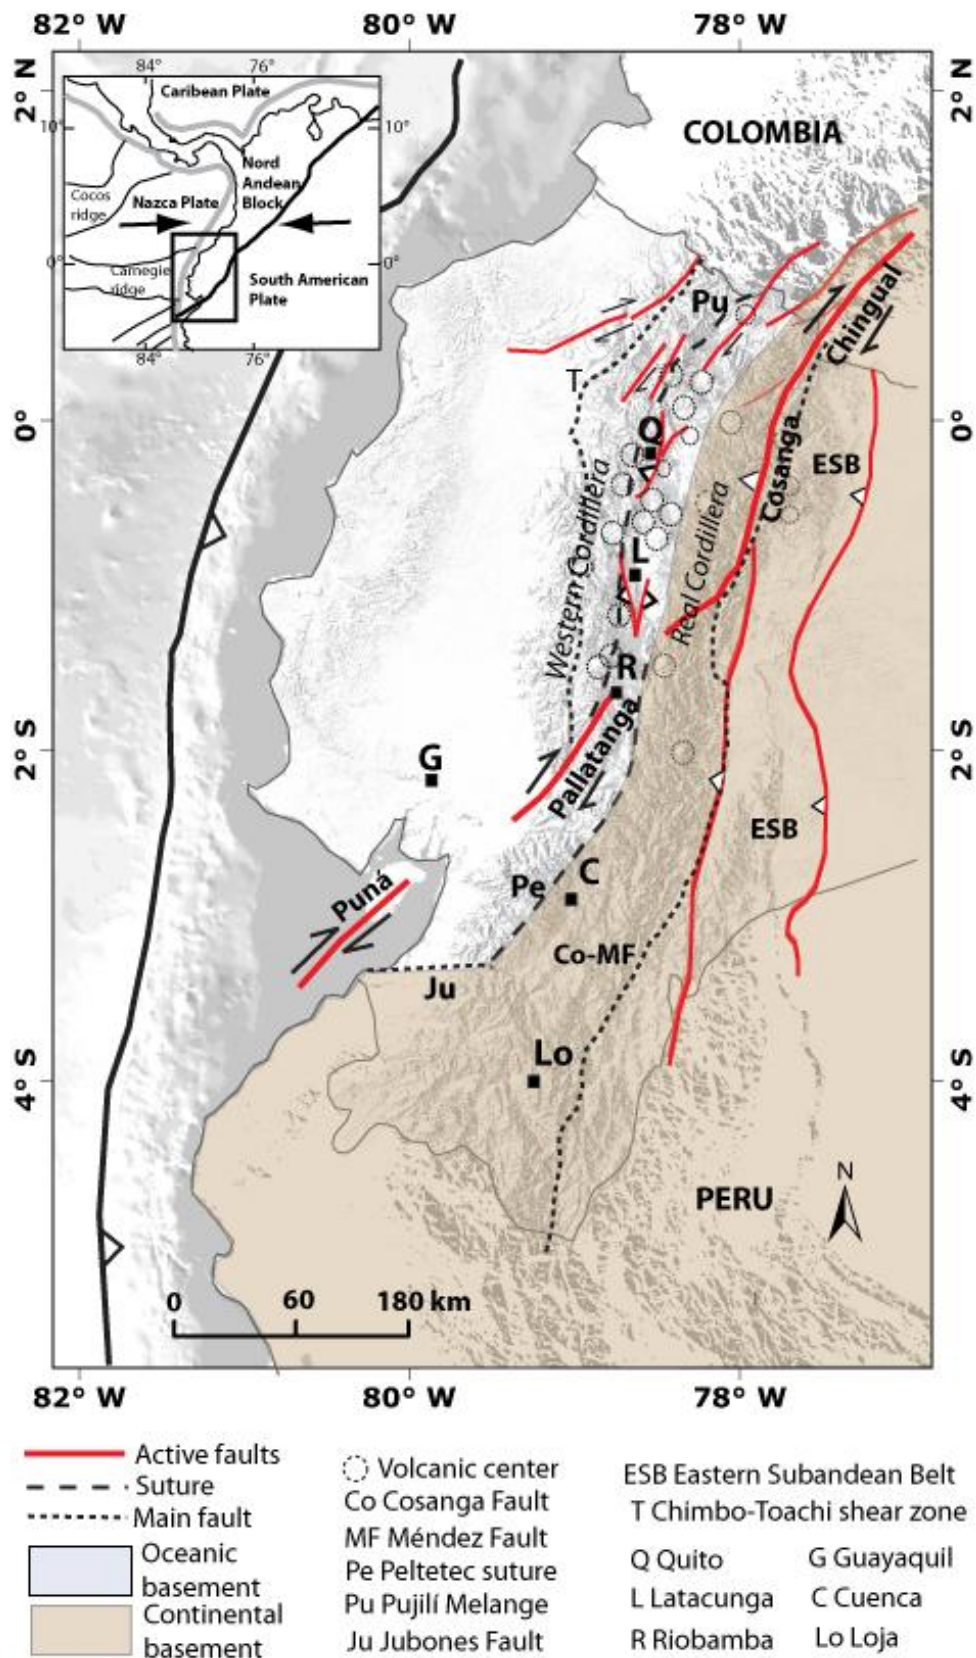 82° W
80° W
78° W
2° N
2° N
84°
76°
Caribean Plate
10°
10°
Nord
Andean
Block
Cocos
ridge
Nazca Plate
0°
0°
Carnegie
ridge
South American
Plate
84°
76°
COLOMBIA
Pu
Chingual
T
0°
0°
Q
Cosanga
ESB
Western Cordillera
Real Cordillera
L
R
Pallatanga
2° S
2° S
G
ESB
Puná
Pe
C
Co-MF
Ju
Lo
4° S
4° S
PERU
N
0
60
180 km
82° W
80° W
78° W
Active faults
Suture
Main fault
Oceanic
basement
Continental
basement
Volcanic center
Co Cosanga Fault
MF Méndez Fault
Pe Peltetec suture
Pu Pujilí Melange
Ju Jubones Fault
ESB Eastern Subandean Belt
T Chimbo-Toachi shear zone
Q Quito
G Guayaquil
L Latacunga
C Cuenca
R Riobamba
Lo Loja